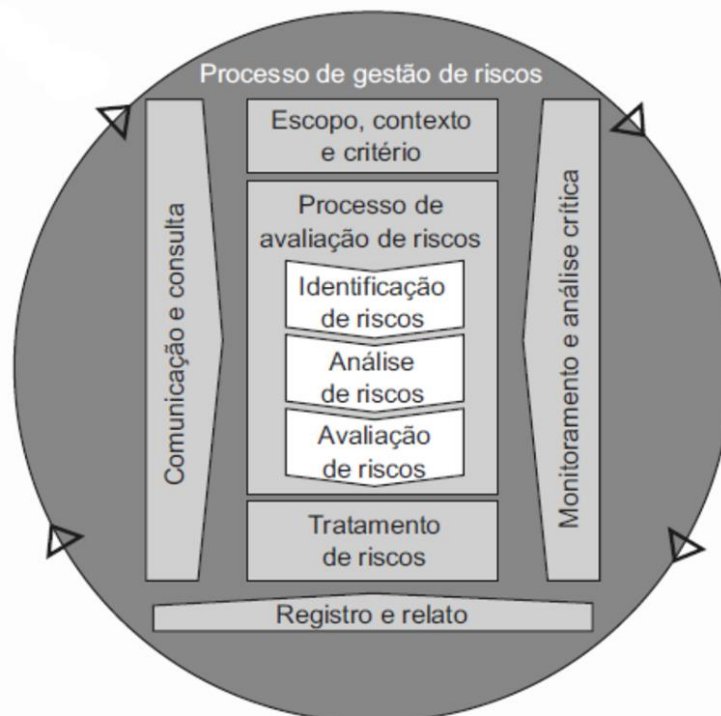 Processo de gestão de riscos
Escopo, contexto
e critério
Comunicação e consulta
Processo de
avaliação de riscos
Identificação
de riscos
Análise
de riscos
Avaliação
de riscos
Monitoramento e análise crítica
Tratamento
de riscos
Registro e relato